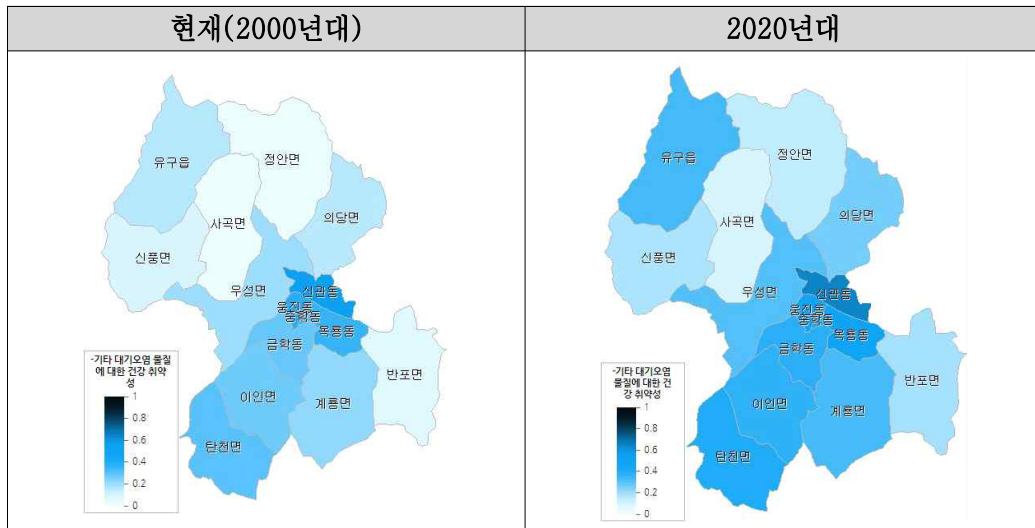 현재(2000년대)
2020년대
유구읍
정안면
사곡면
의당면
신풍면
우성면
신관동
웅진동
중학동
옥룡동
금학동
반포면
이인면
계룡면
탄천면
-기타 대기오염 물질
에 대한 건강 취약
성
1
0.8
0.6
0.4
0.2
0
유구읍
정안면
사곡면
의당면
신풍면
우성면
신관동
웅진동
중학동
옥룡동
금학동
반포면
이인면
계룡면
탄천면
-기타 대기오염
물질에 대한 건
강 취약성
1
0.8
0.6
0.4
0.2
0